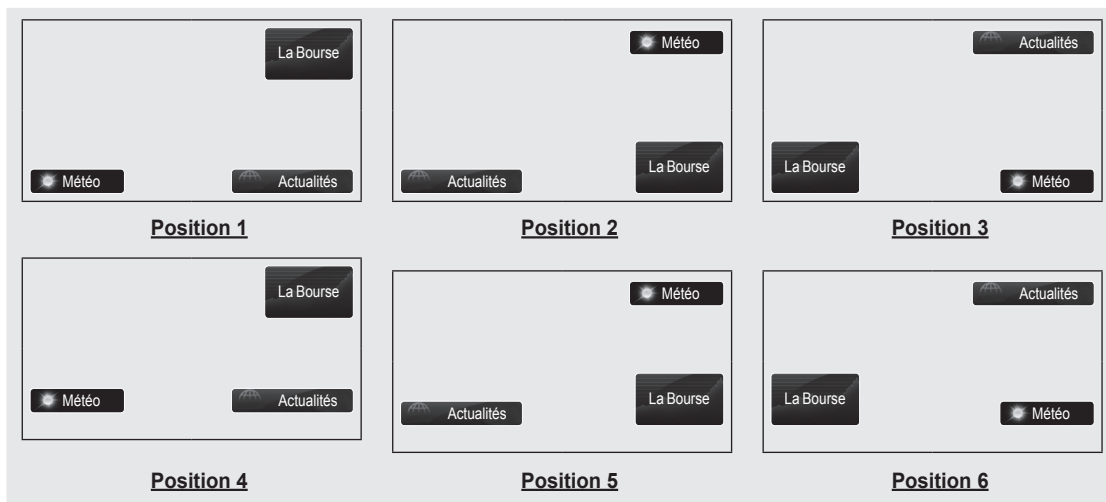 La Bourse
Météo
Actualités
Position 1
Météo
Actualités
La Bourse
Position 2
Actualités
La Bourse
Météo
Position 3
La Bourse
Météo
Actualités
Position 4
Météo
Actualités
La Bourse
Position 5
Actualités
La Bourse
Météo
Position 6